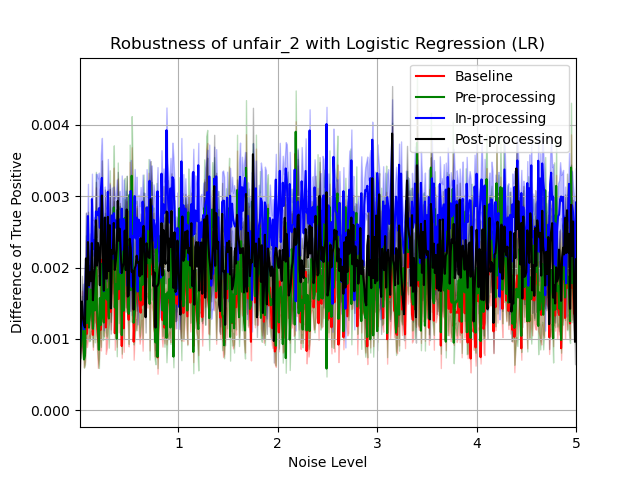 Robustness of unfair_2 with Logistic Regression (LR)
Baseline
Pre-processing
In-processing
Post-processing
Difference of True Positive
0.004
0.003
0.002
0.001
0.000
1 2 3 4 5
Noise Level